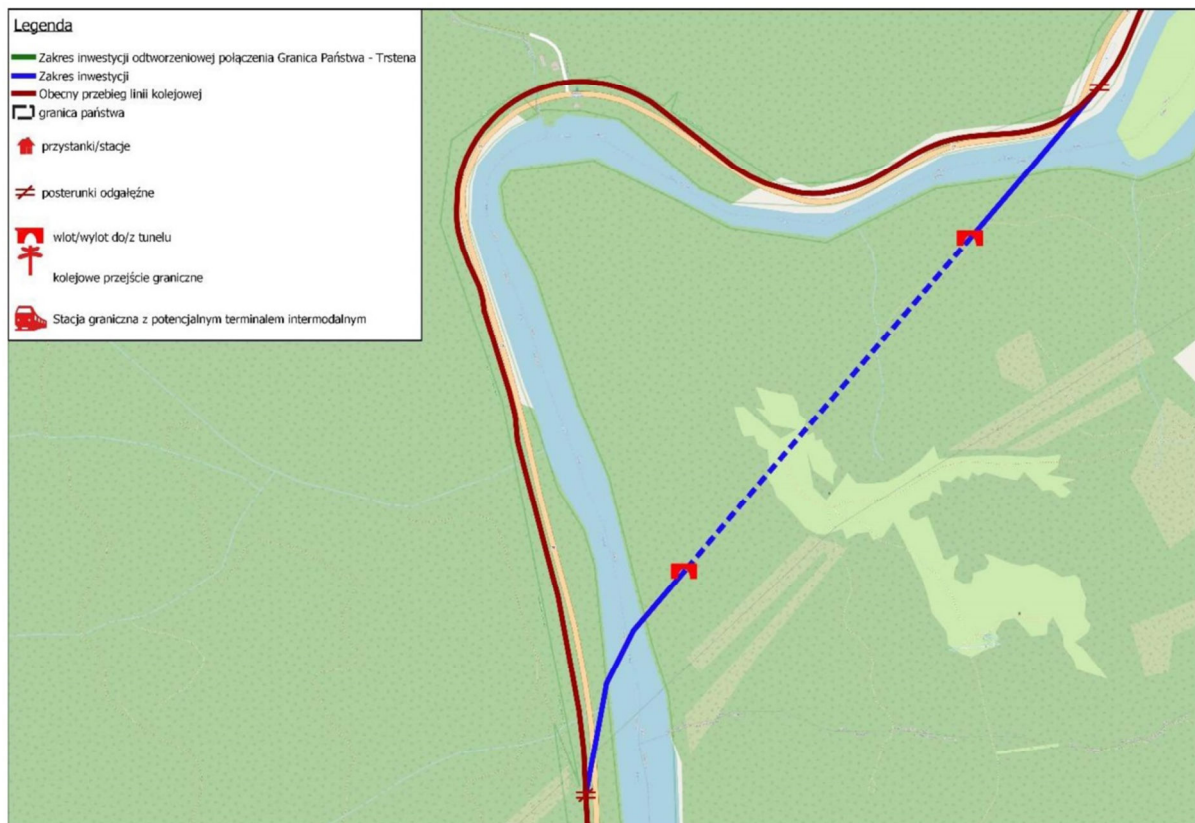 Legenda
Zakres inwestycji odtworzeniowej połączenia Granica Państwa - Trstena
Zakres inwestycji
Obecny przebieg linii kolejowej
granica państwa
przystanki/stacje
posterunki odgałęźne
wlot/wylot do/z tunelu
kolejowe przejście graniczne
Stacja graniczna z potencjalnym terminalem intermodalnym